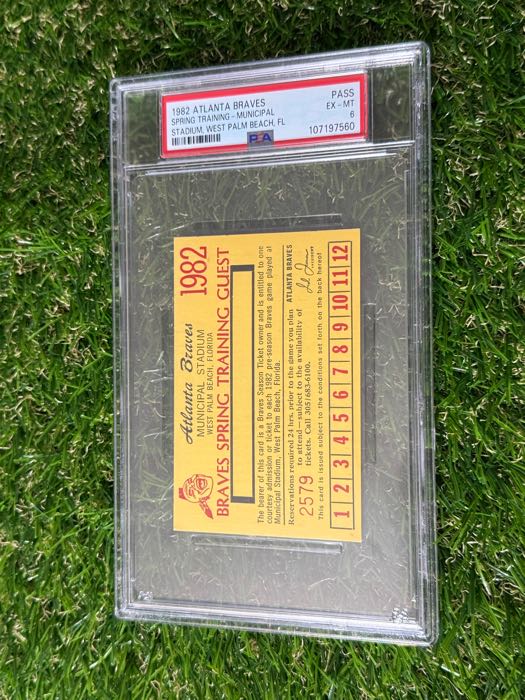 1982 ATLANTA BRAVES
SPRING TRAINING - MUNICIPAL
STADIUM, WEST PALM BEACH, FL
PASS
EX - MT
6
107197560
PSA
Atlanta Braves
1982
MUNICIPAL STADIUM
WEST PALM BEACH, FLORIDA
BRAVES SPRING TRAINING GUEST
The bearer of this card is a Braves Season Ticket owner and is entitled to one
courtesy admission or ticket to each 1982 pre-season Braves game played at
Municipal Stadium, West Palm Beach, Florida.
Reservations required 24 hrs. prior to the game you plan
to attend—subject to the availability of
tickets. Call 305/683-6100.
ATLANTA BRAVES
2579
This card is issued subject to the conditions set forth on the back hereof
1 2 3 4 5 6 7 8 9 10 11 12